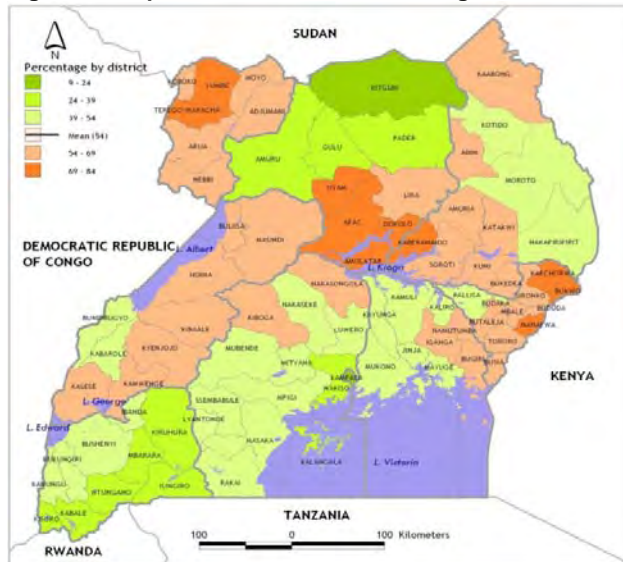 SUDAN
N
Percentage by district
9 - 24
24 - 39
39 - 54
Mean (54)
54 - 69
69 - 84
MOYO
YUMBE
ADJUMANI
TEREGO-MARACHA
ARUA
NEBBI
KITGUM
KAABONG
KOTIDO
ABIM
MOROTO
PADER
GULU
AMURU
OYAM
LIRA
APAC
DOKOLO
AMOLATAR
KABERAMAIDO
AMURIA
KATAKWI
SOROTI
KUMI
NAKAPIRIPIRIT
KAPCHORWA
BUKWO
BUKEDEA
SIRONKO
MBALE
BUDUDA
MANAFWA
TORORO
BUSIA
BUGIRI
BULIISA
MASINDI
HOIMA
DEMOCRATIC REPUBLIC
OF CONGO
L. Albert
L. Kyoga
NAKASONGOLA
NAKASEKE
KIBOGA
LUWERO
KAYUNGA
KAMULI
KALIRO
PALLISA
BUDAKA
BUTALEJA
NAMUTUMBA
IGANGA
JINJA
MAYUGE
MUKONO
BUNDIBUGYO
KABAROLE
KYENJOJO
KIBAALE
MUBENDE
MITYANA
KAMPALA
WAKISO
MPIGI
KASESE
KAMWENGE
L. George
L. Edward
IBANDA
KIRUHURA
SSEMBABULE
LYANTONDE
MASAKA
RAKAI
KALANGALA
L. Victoria
BUSHENYI
MBARARA
RUKUNGIRI
KANUNGU
NTUNGAMO
ISINGIRO
KABALE
KISORO
KENYA
TANZANIA
RWANDA
100 0 100 Kilometers